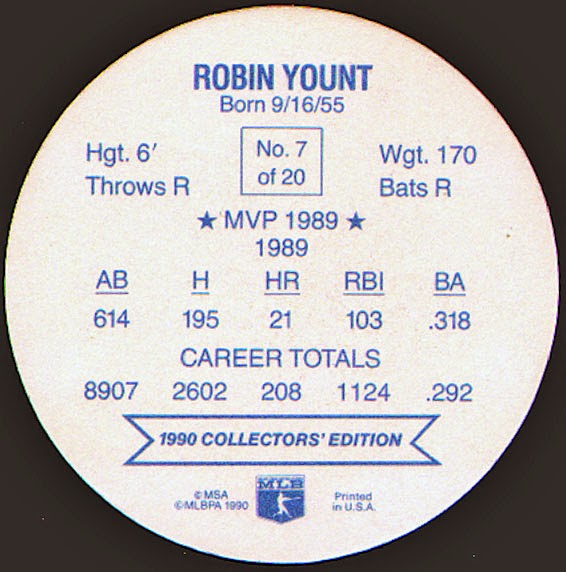 ROBIN YOUNT
Born 9/16/55
Hgt. 6′ No. 7 Wgt. 170
Throws R of 20 Bats R
★ MVP 1989 ★
1989
AB H HR RBI BA
614 195 21 103 .318
CAREER TOTALS
8907 2602 208 1124 .292
1990 COLLECTORS' EDITION
MLB
© MSA Printed
© MLBPA 1990 in U.S.A.